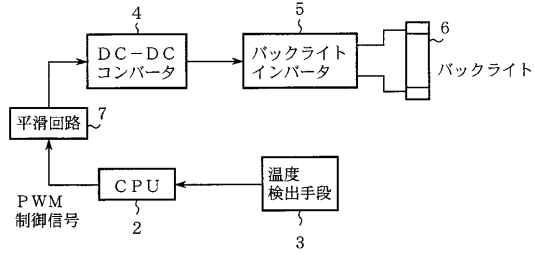 4
DC-DC
コンバータ
5
バックライト
インバータ
6
バックライト
平滑回路
7
PWM
制御信号
CPU
2
温度
検出手段
3